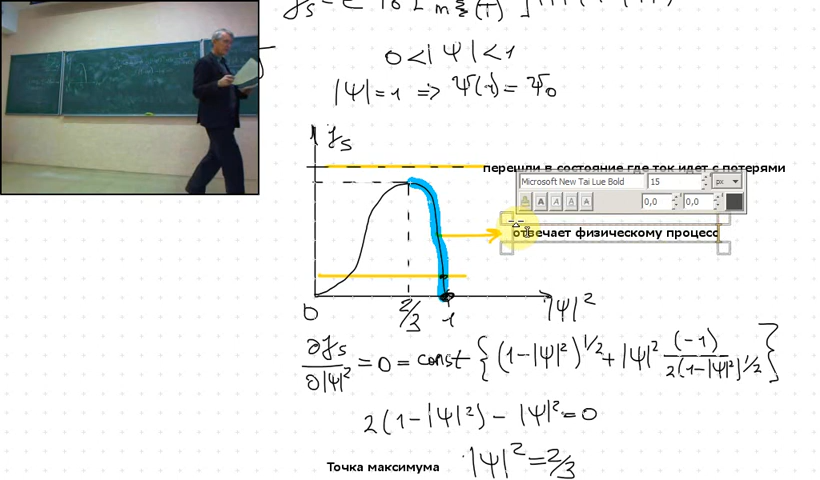 0 < |Ψ| < 1
|Ψ| = 1 => Ψ(r) = Ψ₀
j_s
перешли в состояние где ток идет с потерями
Microsoft New Tai Lue Bold 15 px
A A A A 0,0 0,0
отвечает физическому процесс
0 2/3 1 |Ψ|²
∂j_s/∂|Ψ|² = 0 = const { (1-|Ψ|²)^1/2 + |Ψ|² (-1)/2(1-|Ψ|²)^1/2 }
2(1-|Ψ|²) - |Ψ|² = 0
Точка максимума |Ψ|² = 2/3